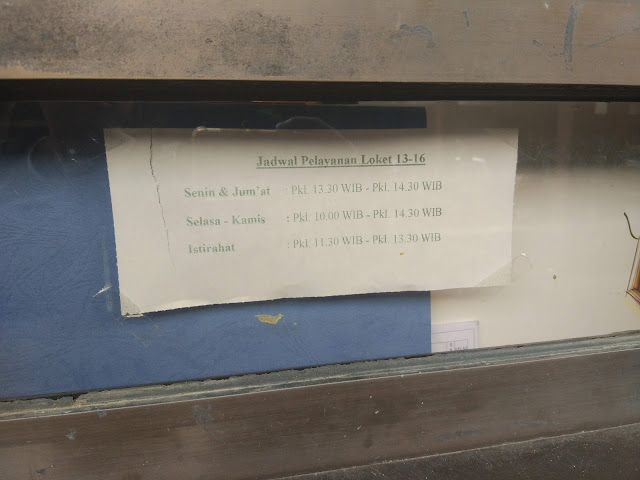 Jadwal Pelayanan Loket 13-16
Senin & Jum'at : Pkl. 13.30 WIB - Pkl. 14.30 WIB
Selasa - Kamis : Pkl. 10.00 WIB - Pkl. 14.30 WIB
Istirahat : Pkl. 11.30 WIB - Pkl. 13.30 WIB